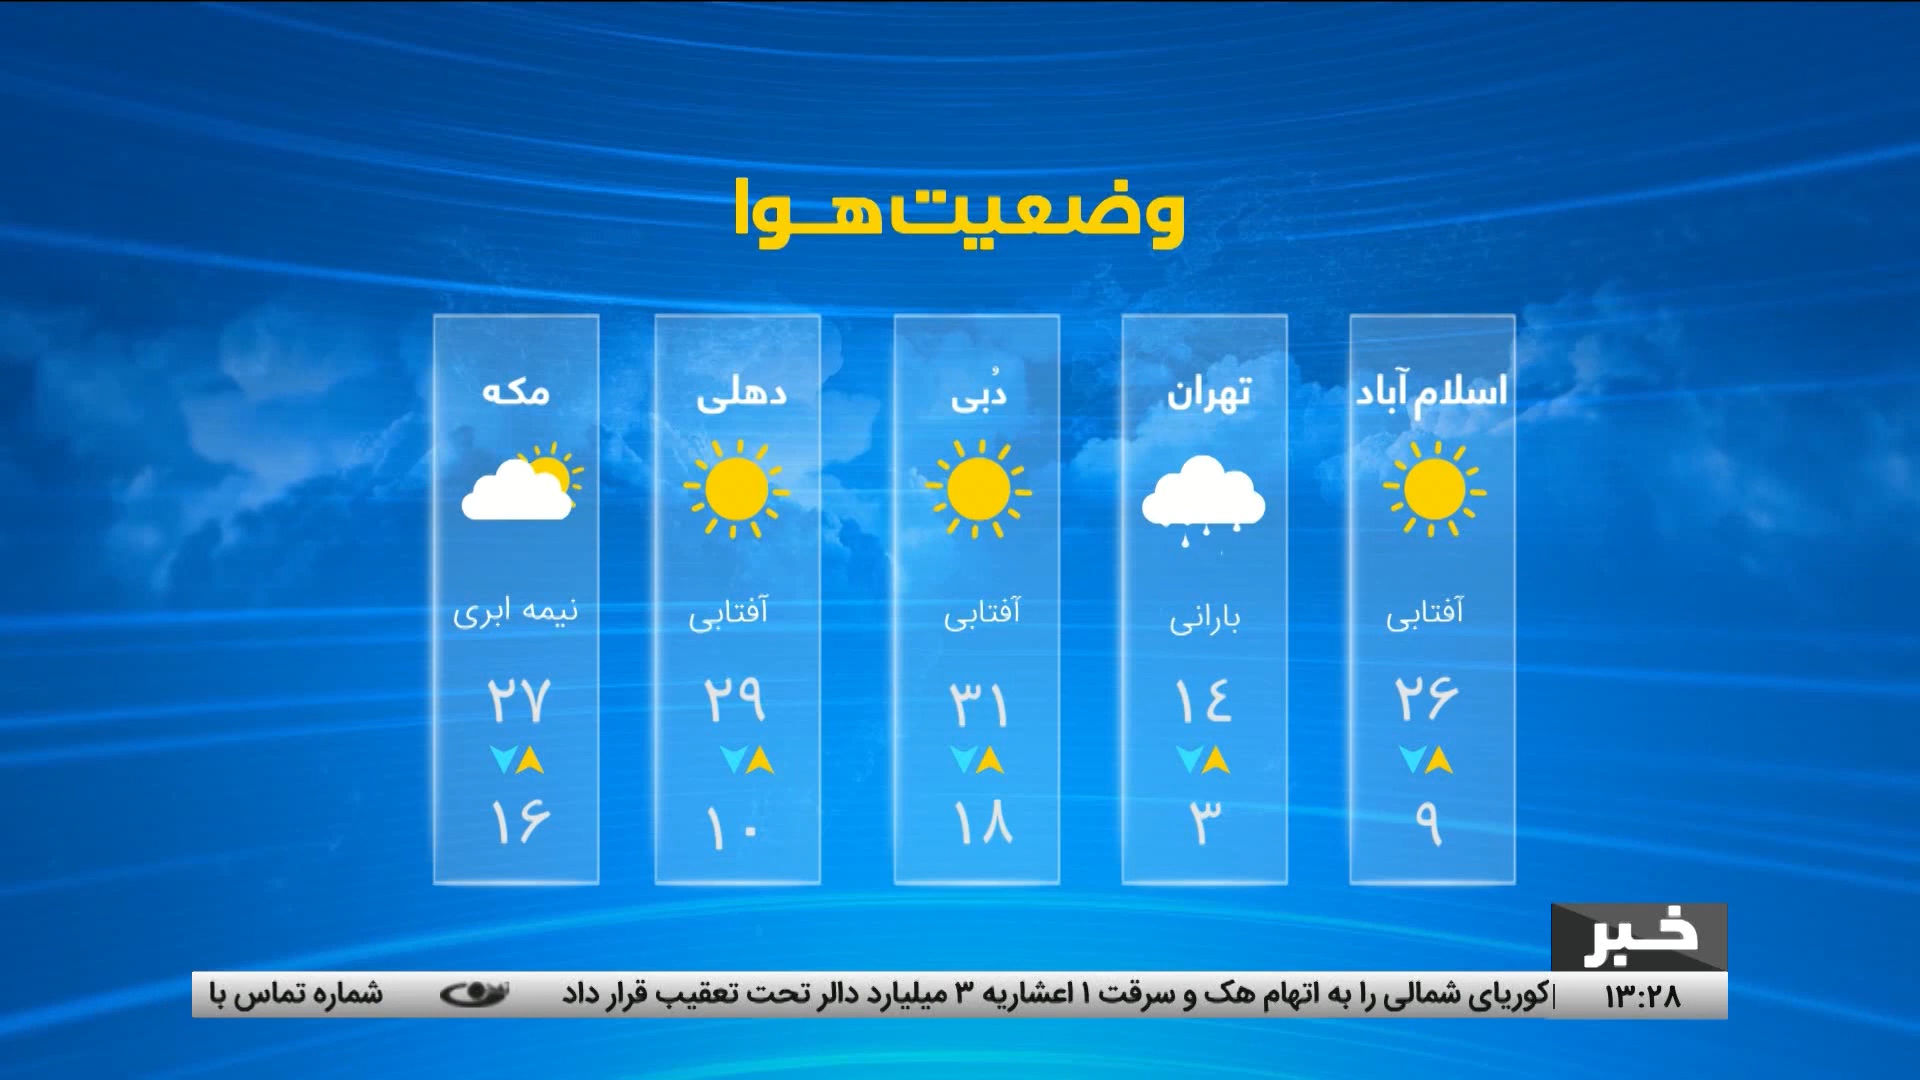 وضعیت هوا
اسلام آباد
آفتابی
۲۶
۹
تهران
بارانی
۱٤
۳
دُبی
آفتابی
۳۱
۱۸
دهلی
آفتابی
۲۹
۱۰
مکه
نیمه ابری
۲۷
۱۶
خبر
۱۳:۲۸
کوریای شمالی را به اتهام هک و سرقت ۱ اعشاریه ۳ میلیارد دالر تحت تعقیب قرار داد
شماره تماس با